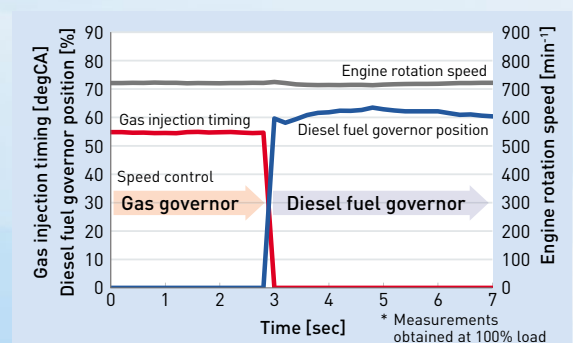 Gas injection timing [degCA]
Diesel fuel governor position [%]
90
80
70
60
50
40
30
20
10
0
Engine rotation speed
Gas injection timing
Diesel fuel governor position
Speed control
Gas governor
Diesel fuel governor
900
800
700
600
500
400
300
200
100
0
Engine rotation speed [min⁻¹]
0 1 2 3 4 5 6 7
Time [sec]
* Measurements
obtained at 100% load